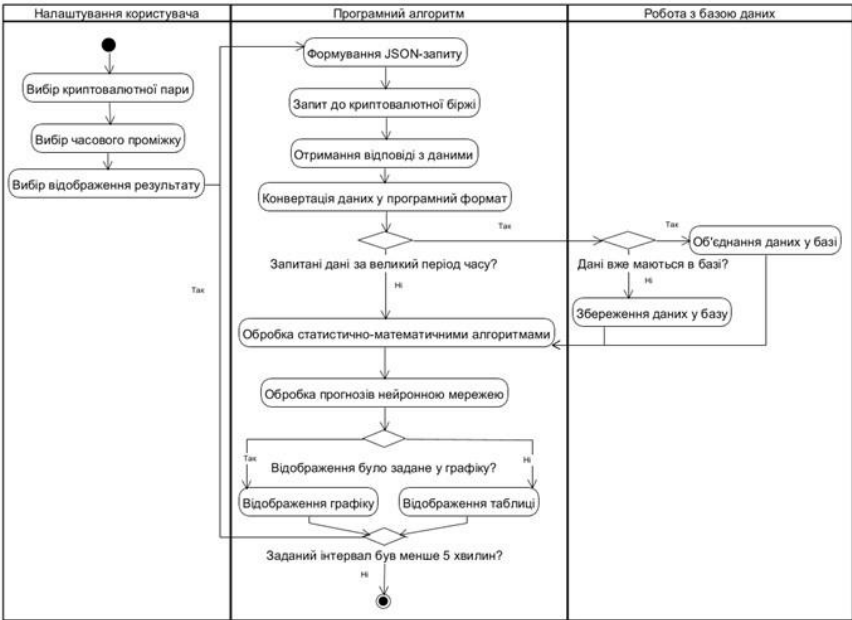 Налаштування користувача
Програмний алгоритм
Робота з базою даних
Вибір криптовалютної пари
Вибір часового проміжку
Вибір відображення результату
Формування JSON-запиту
Запит до криптовалютної біржі
Отримання відповіді з даними
Конвертація даних у програмний формат
Так
Запитані дані за великий період часу?
Ні
Так
Об'єднання даних у базі
Дані вже маються в базі?
Ні
Збереження даних у базу
Так
Обробка статистично-математичними алгоритмами
Обробка прогнозів нейронною мережею
Так
Ні
Відображення було задане у графіку?
Відображення графіку
Відображення таблиці
Заданий інтервал був менше 5 хвилин?
Ні